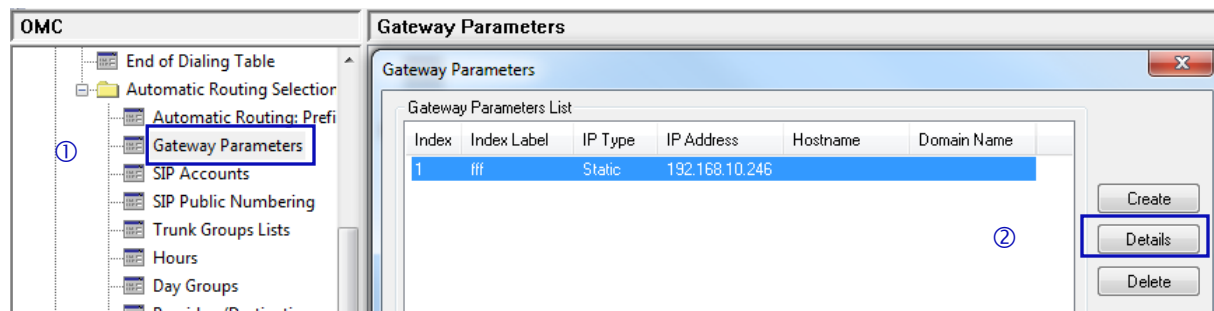 OMC
Gateway Parameters
End of Dialing Table
Automatic Routing Selection
Automatic Routing: Prefi
① Gateway Parameters
SIP Accounts
SIP Public Numbering
Trunk Groups Lists
Hours
Day Groups
Gateway Parameters
Gateway Parameters List
Index Index Label IP Type IP Address Hostname Domain Name
1 fff Static 192.168.10.246
Create
② Details
Delete